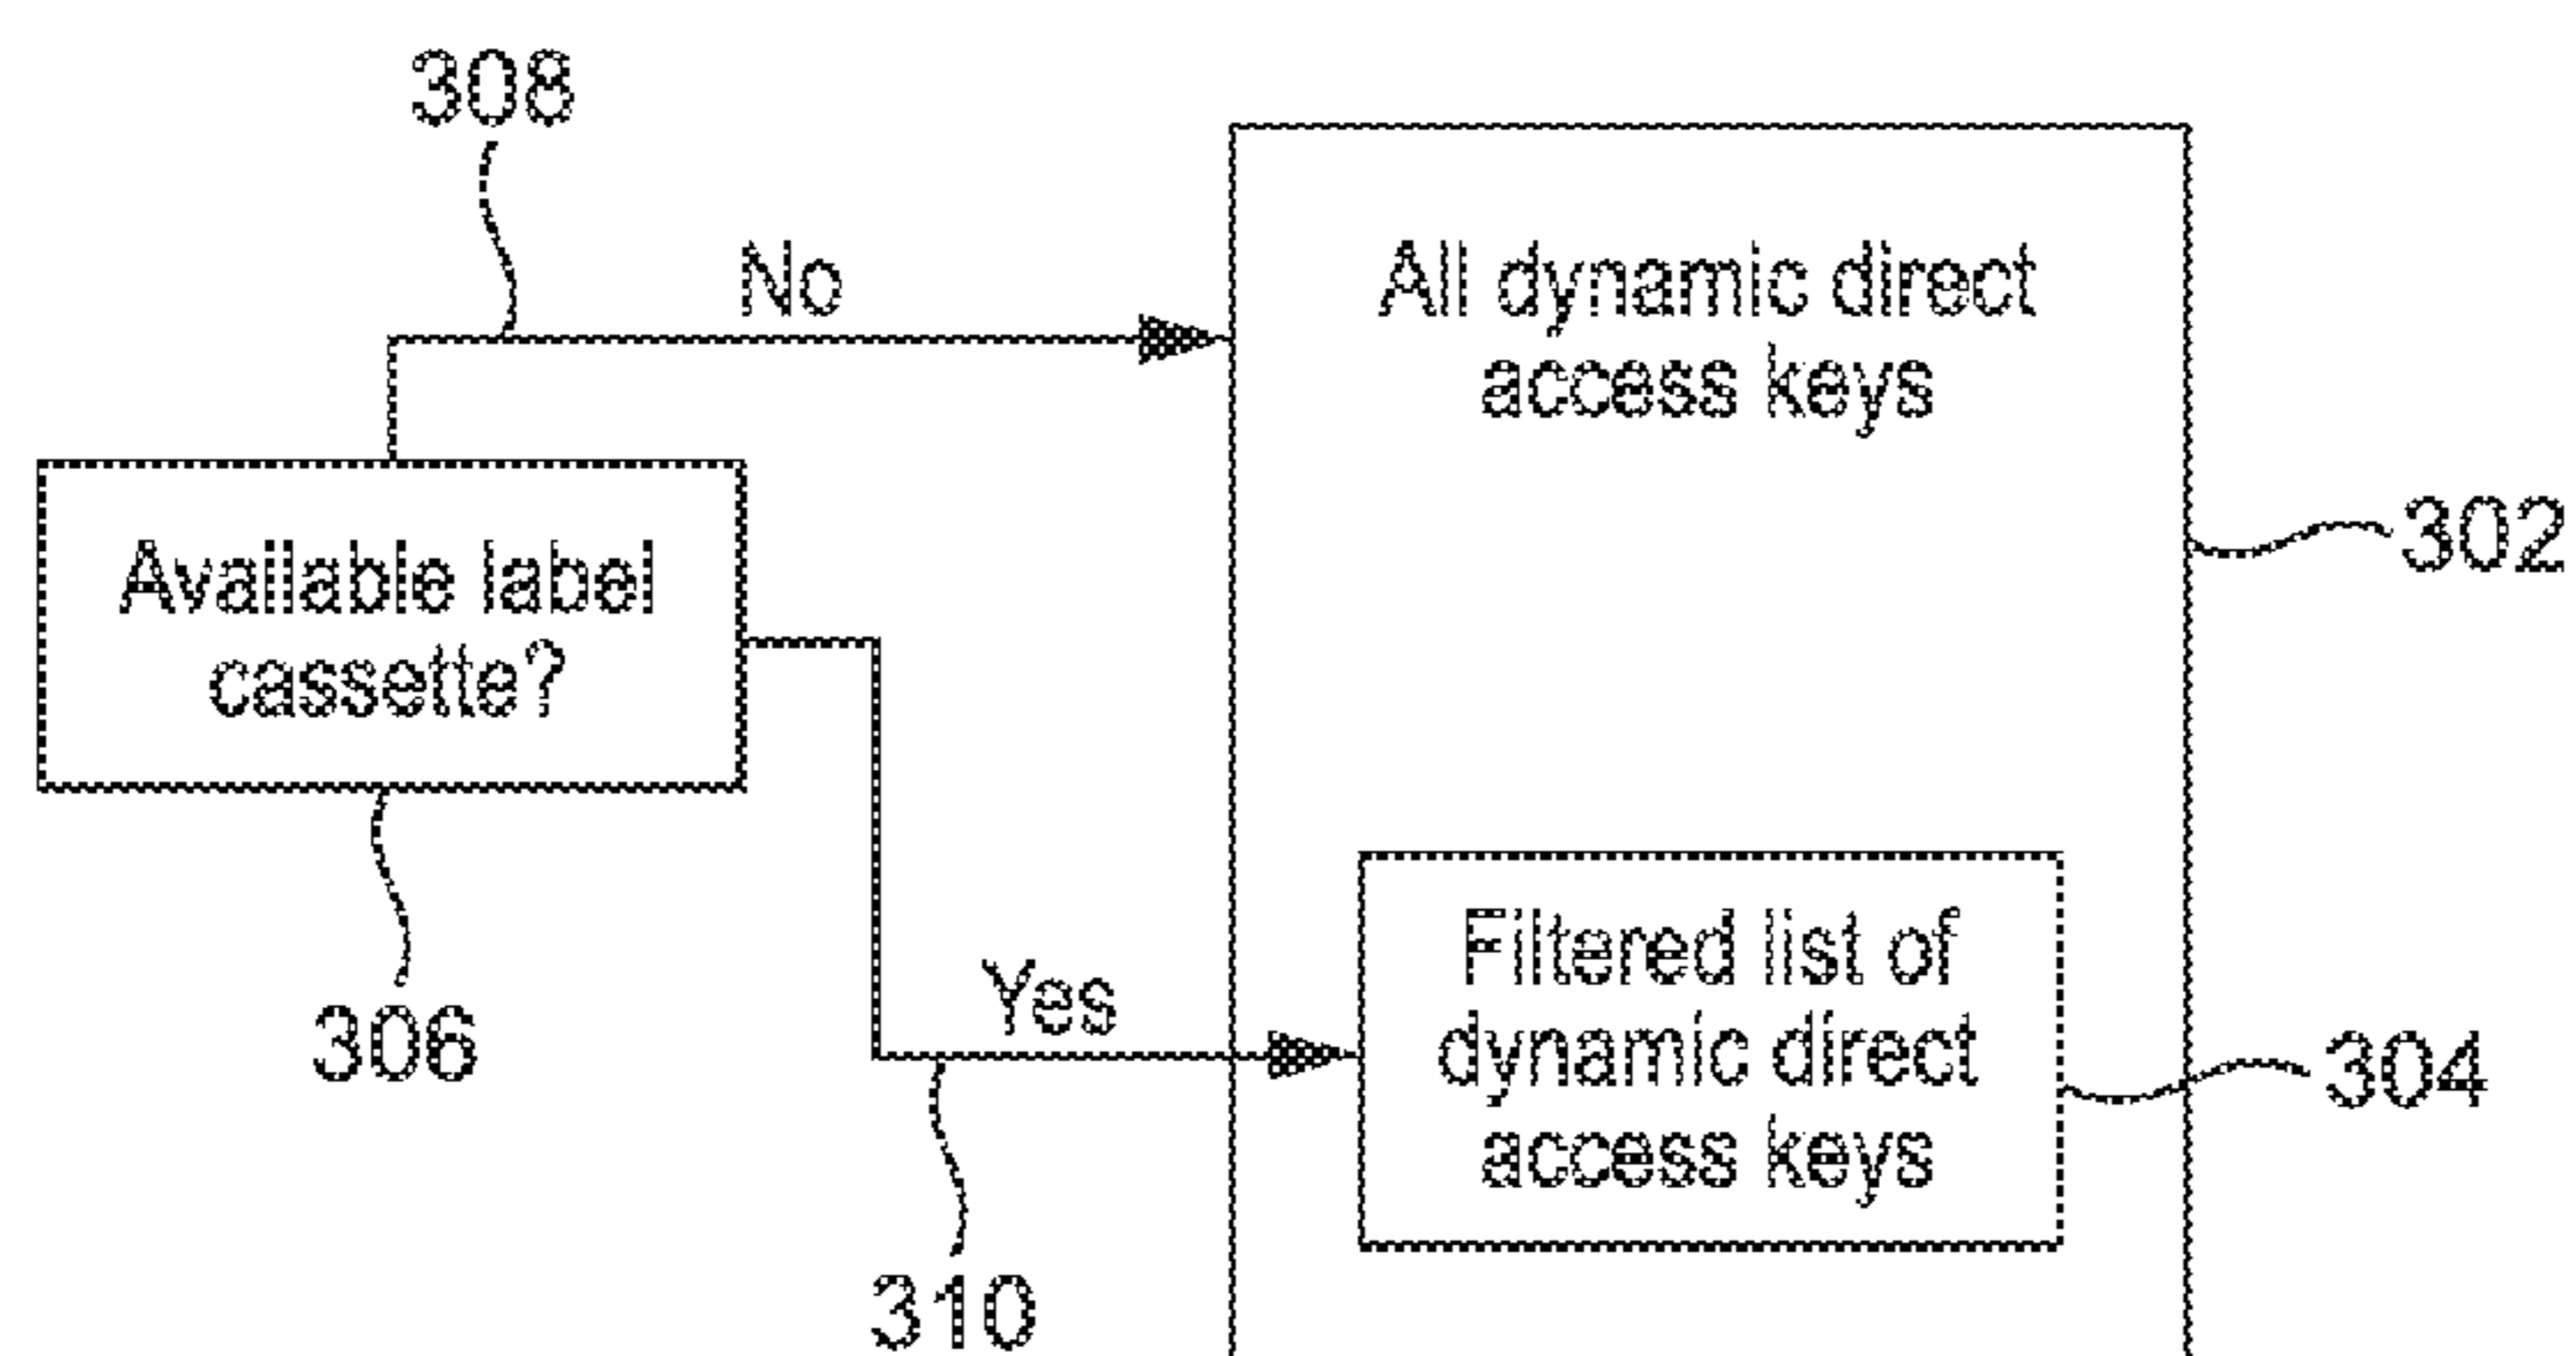 308
No
All dynamic direct
access keys
302
Available label
cassette?
306
Yes
310
Filtered list of
dynamic direct
access keys
304